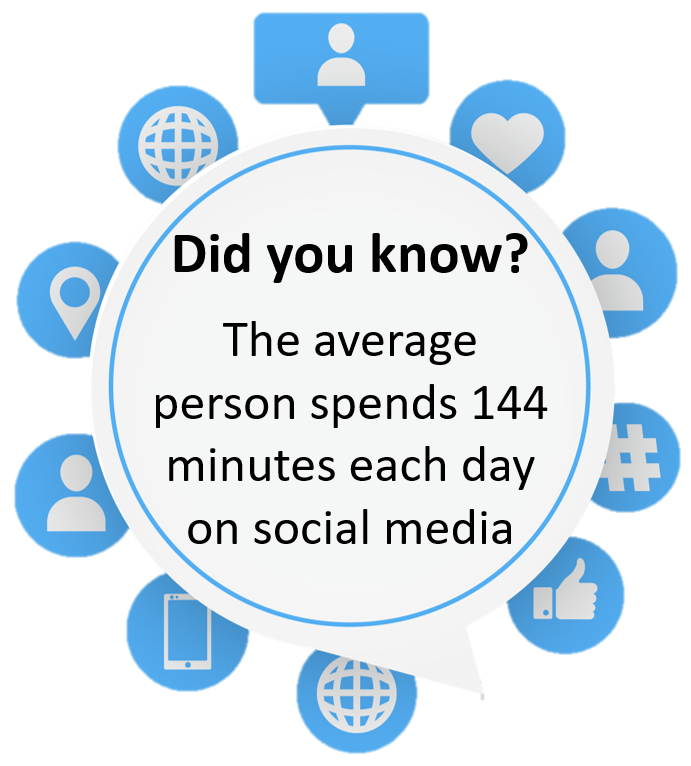 Did you know?
The average
person spends 144
minutes each day
on social media